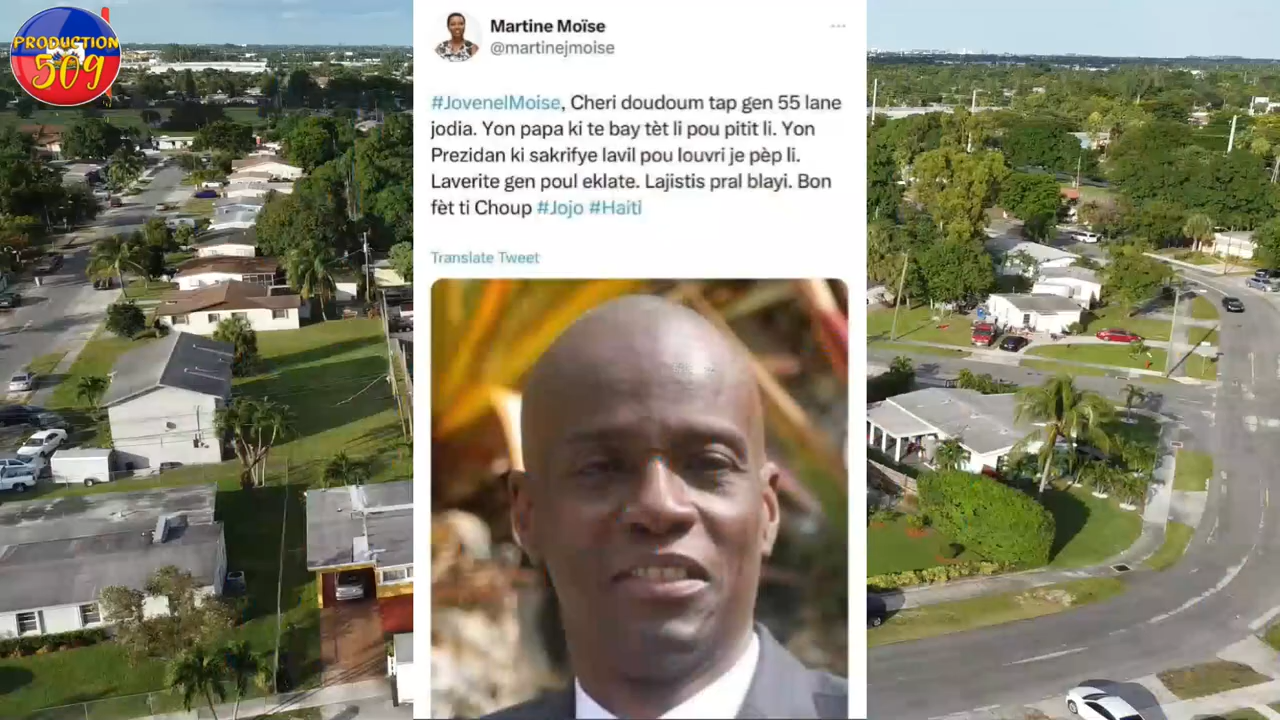 PRODUCTION
509
Martine Moïse
@martinejmoise
#JovenelMoise, Cheri doudoum tap gen 55 lane
jodia. Yon papa ki te bay tèt li pou pitit li. Yon
Prezidan ki sakrifye lavil pou louvri je pèp li.
Laverite gen poul eklate. Lajistis pral blayi. Bon
fèt ti Choup #Jojo #Haiti
Translate Tweet